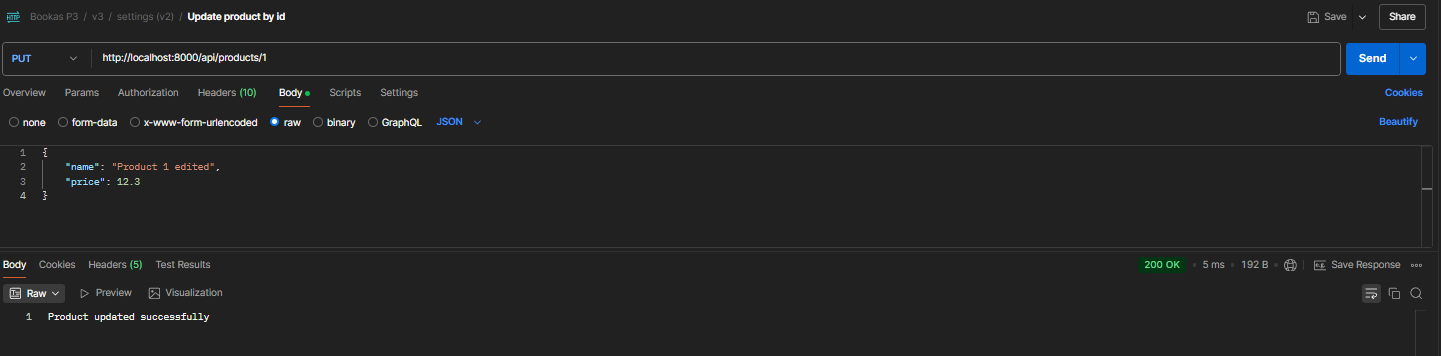 HTTP Bookas P3 / v3 / settings (v2) / Update product by id Save Share
PUT http://localhost:8000/api/products/1 Send
Overview Params Authorization Headers (10) Body Scripts Settings Cookies
none form-data x-www-form-urlencoded raw binary GraphQL JSON Beautify
1 {
2 "name": "Product 1 edited",
3 "price": 12.3
4 }
Body Cookies Headers (5) Test Results 200 OK 5 ms 192 B e.g. Save Response
Raw Preview Visualization
1 Product updated successfully